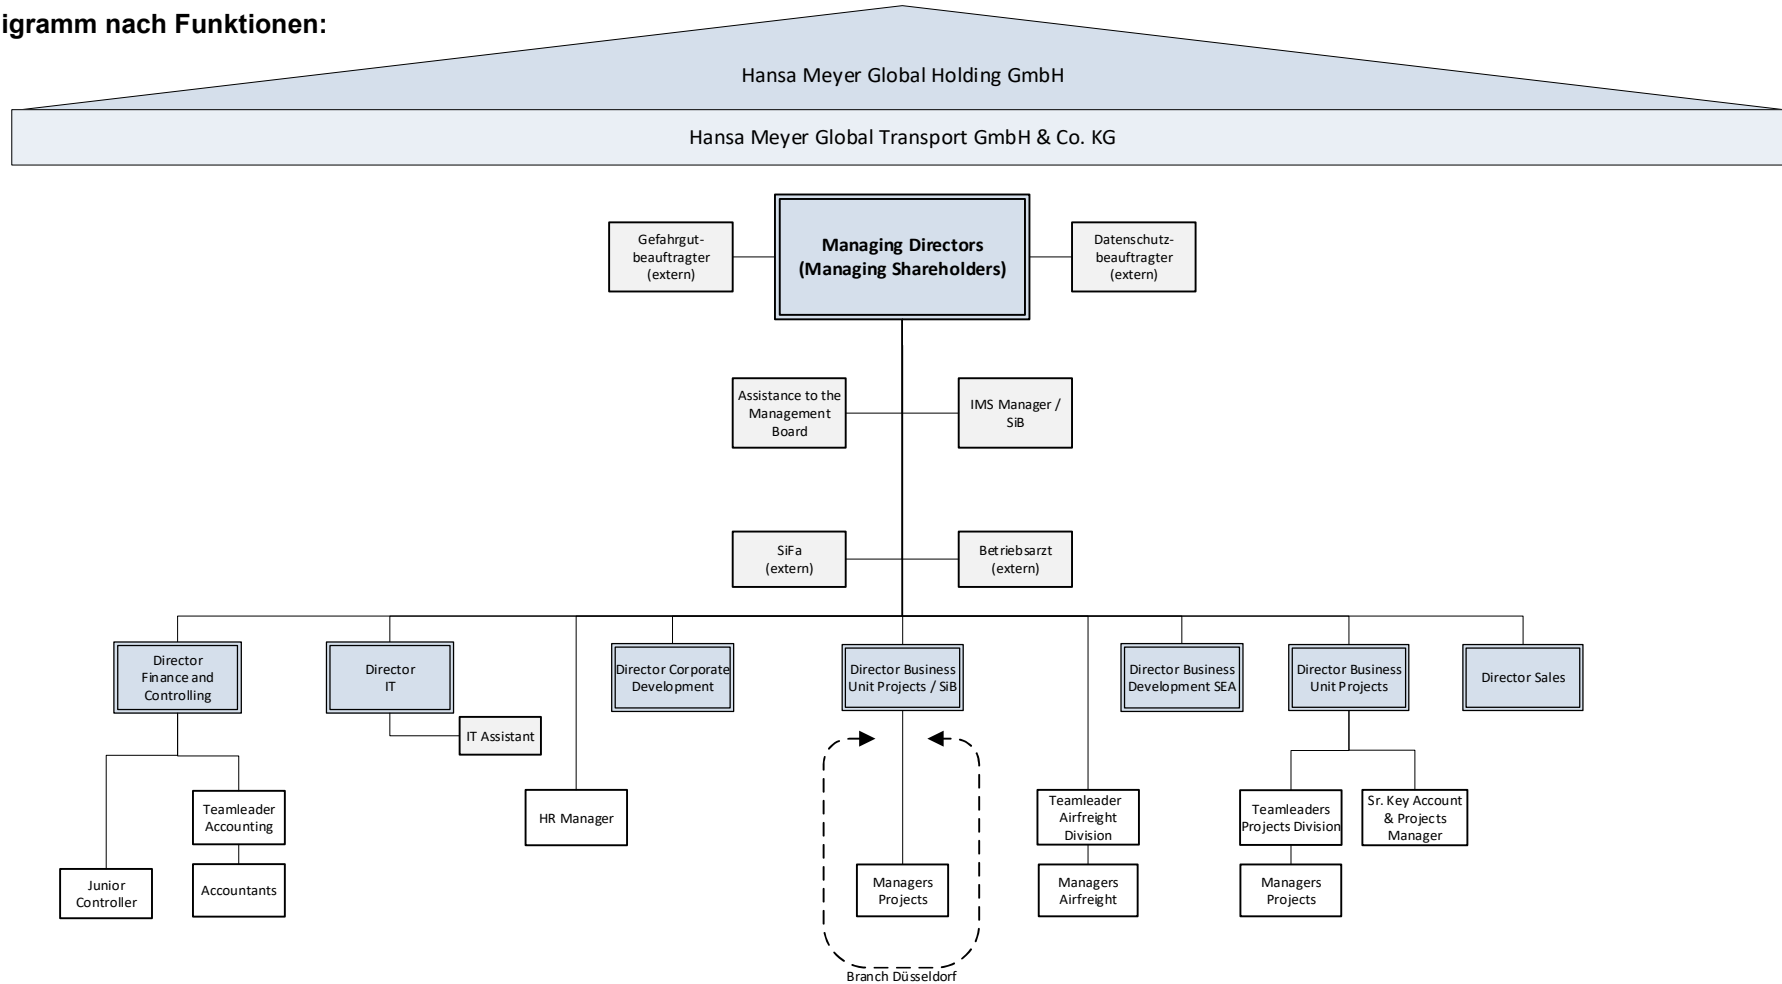 igramm nach Funktionen:
Hansa Meyer Global Holding GmbH
Hansa Meyer Global Transport GmbH & Co. KG
Gefahrgut-
beauftragter
(extern)
Managing Directors
(Managing Shareholders)
Datenschutz-
beauftragter
(extern)
Assistance to the
Management
Board
IMS Manager /
SiB
SiFa
(extern)
Betriebsarzt
(extern)
Director
Finance and
Controlling
Director
IT
Director Corporate
Development
Director Business
Unit Projects / SiB
Director Business
Development SEA
Director Business
Unit Projects
Director Sales
IT Assistant
Teamleader
Accounting
HR Manager
Teamleader
Airfreight
Division
Teamleaders
Projects Division
Sr. Key Account
& Projects
Manager
Junior
Controller
Accountants
Managers
Projects
Managers
Airfreight
Managers
Projects
Branch Düsseldorf